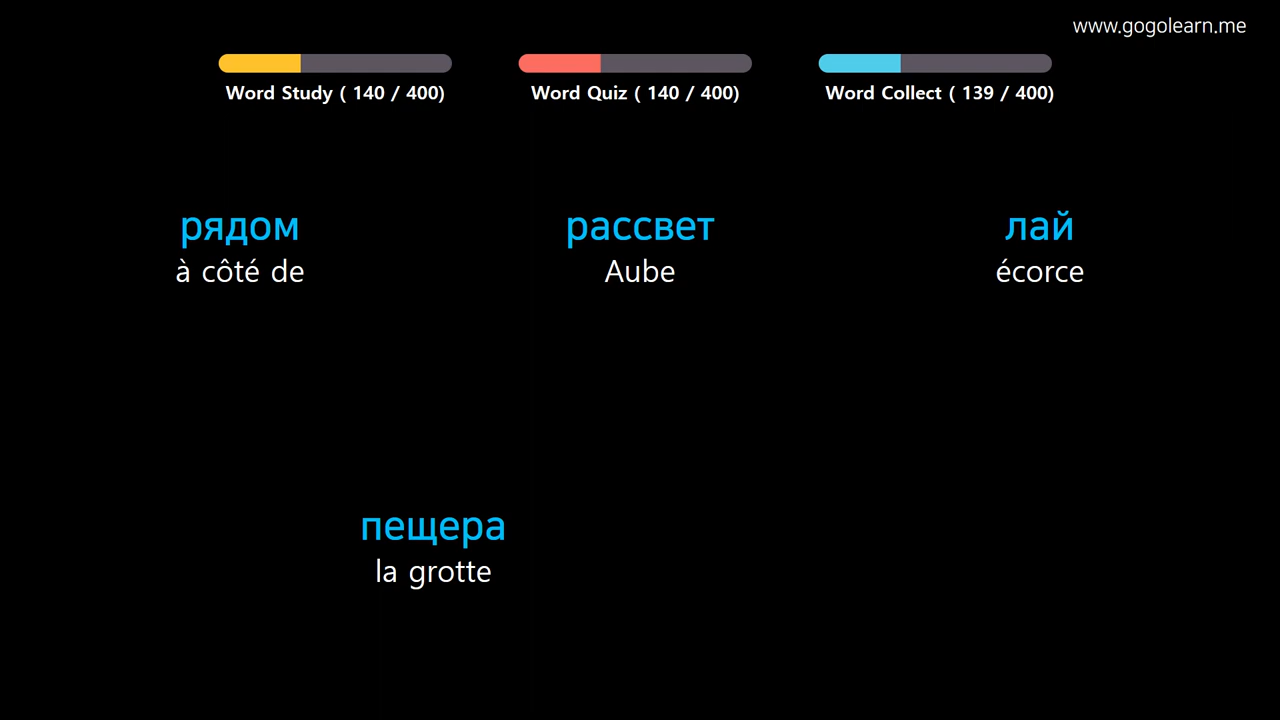 www.gogolearn.me
Word Study ( 140 / 400)
Word Quiz ( 140 / 400)
Word Collect ( 139 / 400)
рядом
à côté de
рассвет
Aube
лай
écorce
пещера
la grotte